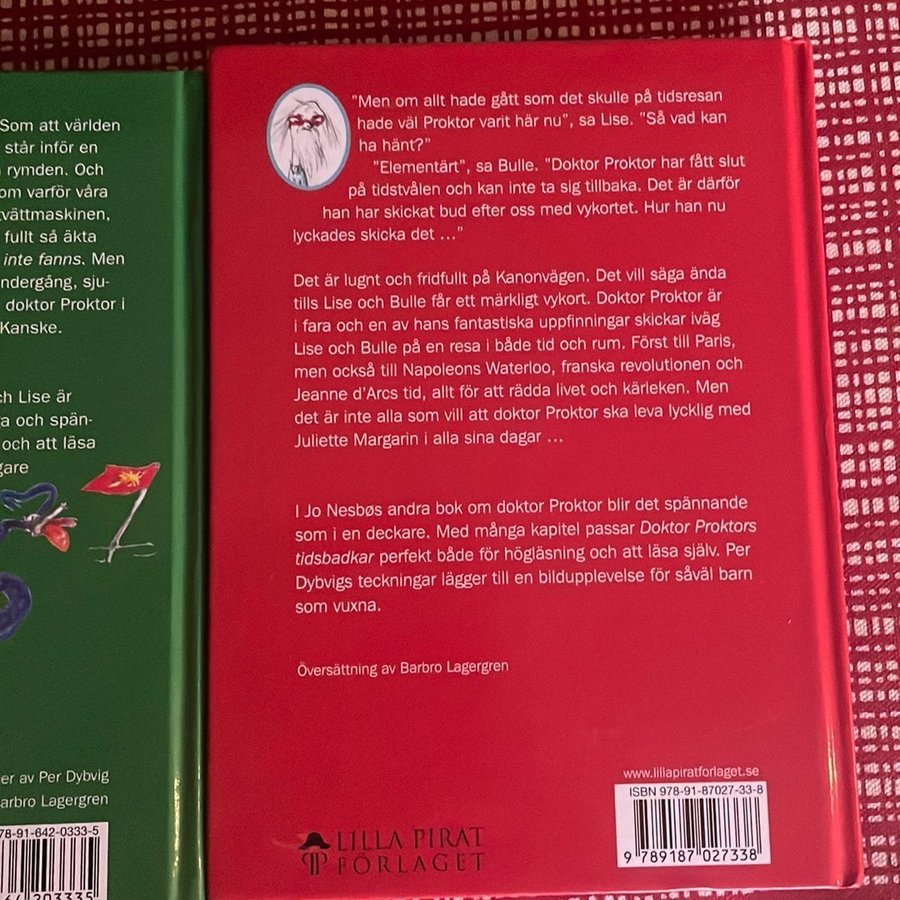 Som att världen
står inför en
rymden. Och
om varför våra
tvättmaskinen,
fullt så äkta
inte fanns. Men
ndergång, sju-
doktor Proktor i
Kanske.
ch Lise är
a och spän-
och att läsa
gare
er av Per Dybvig
arbro Lagergren
78-91-642-0333-5
"Men om allt hade gått som det skulle på tidsresan
hade väl Proktor varit här nu", sa Lise. "Så vad kan
ha hänt?"
"Elementärt", sa Bulle. "Doktor Proktor har fått slut
på tidstvålen och kan inte ta sig tillbaka. Det är därför
han har skickat bud efter oss med vykortet. Hur han nu
lyckades skicka det ..."
Det är lugnt och fridfullt på Kanonvägen. Det vill säga ända
tills Lise och Bulle får ett märkligt vykort. Doktor Proktor är
i fara och en av hans fantastiska uppfinningar skickar iväg
Lise och Bulle på en resa i både tid och rum. Först till Paris,
men också till Napoleons Waterloo, franska revolutionen och
Jeanne d'Arcs tid, allt för att rädda livet och kärleken. Men
det är inte alla som vill att doktor Proktor ska leva lycklig med
Juliette Margarin i alla sina dagar ...
I Jo Nesbøs andra bok om doktor Proktor blir det spännande
som i en deckare. Med många kapitel passar Doktor Proktors
tidsbadkar perfekt både för högläsning och att läsa själv. Per
Dybvigs teckningar lägger till en bildupplevelse för såväl barn
som vuxna.
Översättning av Barbro Lagergren
www.lillapiratforlaget.se
ISBN 978-91-87027-33-8
9 789187 027338
LILLA PIRAT
FÖRLAGET